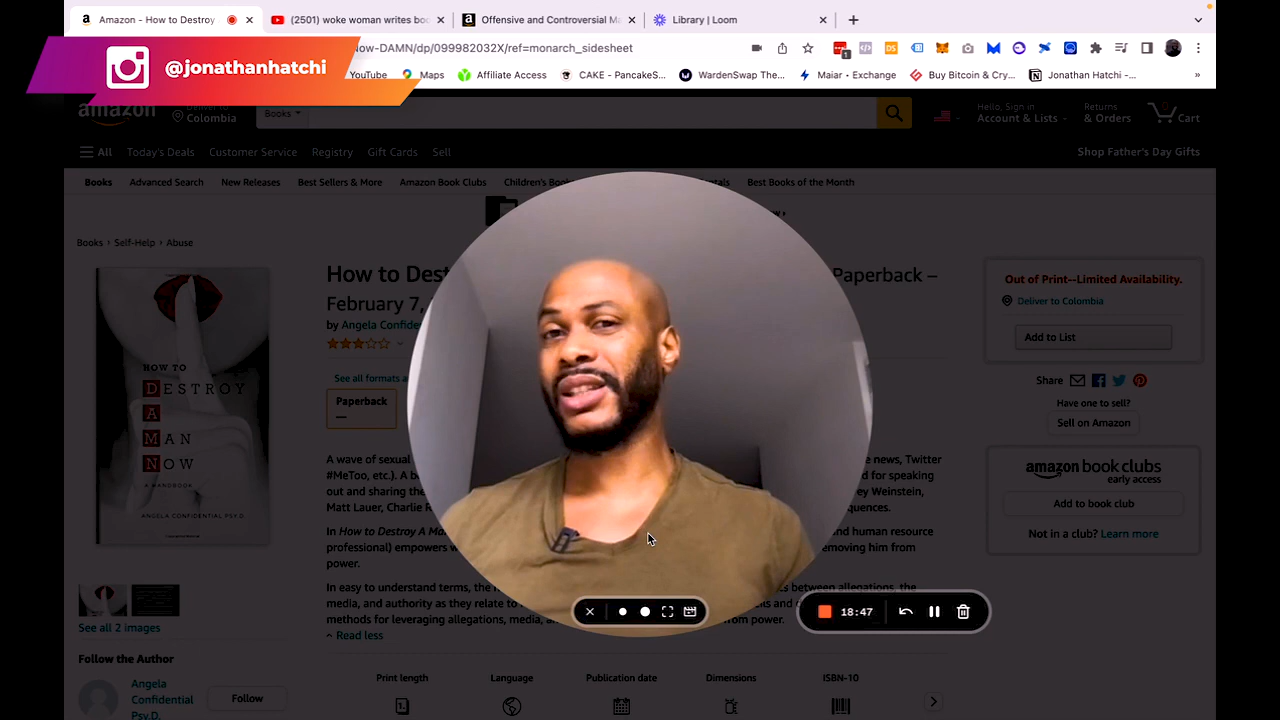 Amazon - How to Destroy
(2501) woke woman writes boo
Offensive and Controversial M
Library | Loom
@jonathanhatchi
ow-DAMN/dp/099982032X/ref=monarch_sidesheet
1
YouTube
Maps
Affiliate Access
CAKE - PancakeS...
WardenSwap The...
Maiar • Exchange
Buy Bitcoin & Cry...
Jonathan Hatchi -...
»
amazon
Deliver to
Colombia
Books
Hello, Sign in
Account & Lists
Returns
& Orders
0
Cart
All
Today's Deals
Customer Service
Registry
Gift Cards
Sell
Shop Father's Day Gifts
Books
Advanced Search
New Releases
Best Sellers & More
Amazon Book Clubs
Children's
Best Books of the Month
Books › Self-Help › Abuse
How to Dest
Paperback –
February 7,
by Angela Confide
See all formats a
Paperback
—
HOW TO
DESTROY
A
MAN
NOW
A HANDBOOK
ANGELA CONFIDENTIAL PSY.D.
See all 2 images
Follow the Author
Angela
Confidential
Psy.D.
Follow
A wave of sexual
e news, Twitter
#MeToo, etc.). A b
d for speaking
out and sharing the
ey Weinstein,
Matt Lauer, Charlie R
quences.
In How to Destroy A Ma
and human resource
professional) empowers w
emoving him from
power.
In easy to understand terms, the
between allegations, the
media, and authority as they relate to
and
methods for leveraging allegations, media,
from power.
Read less
Print length
Language
Publication date
Dimensions
ISBN-10
Out of Print--Limited Availability.
Deliver to Colombia
Add to List
Share
Have one to sell?
Sell on Amazon
amazon book clubs
early access
Add to book club
Not in a club? Learn more
18:47